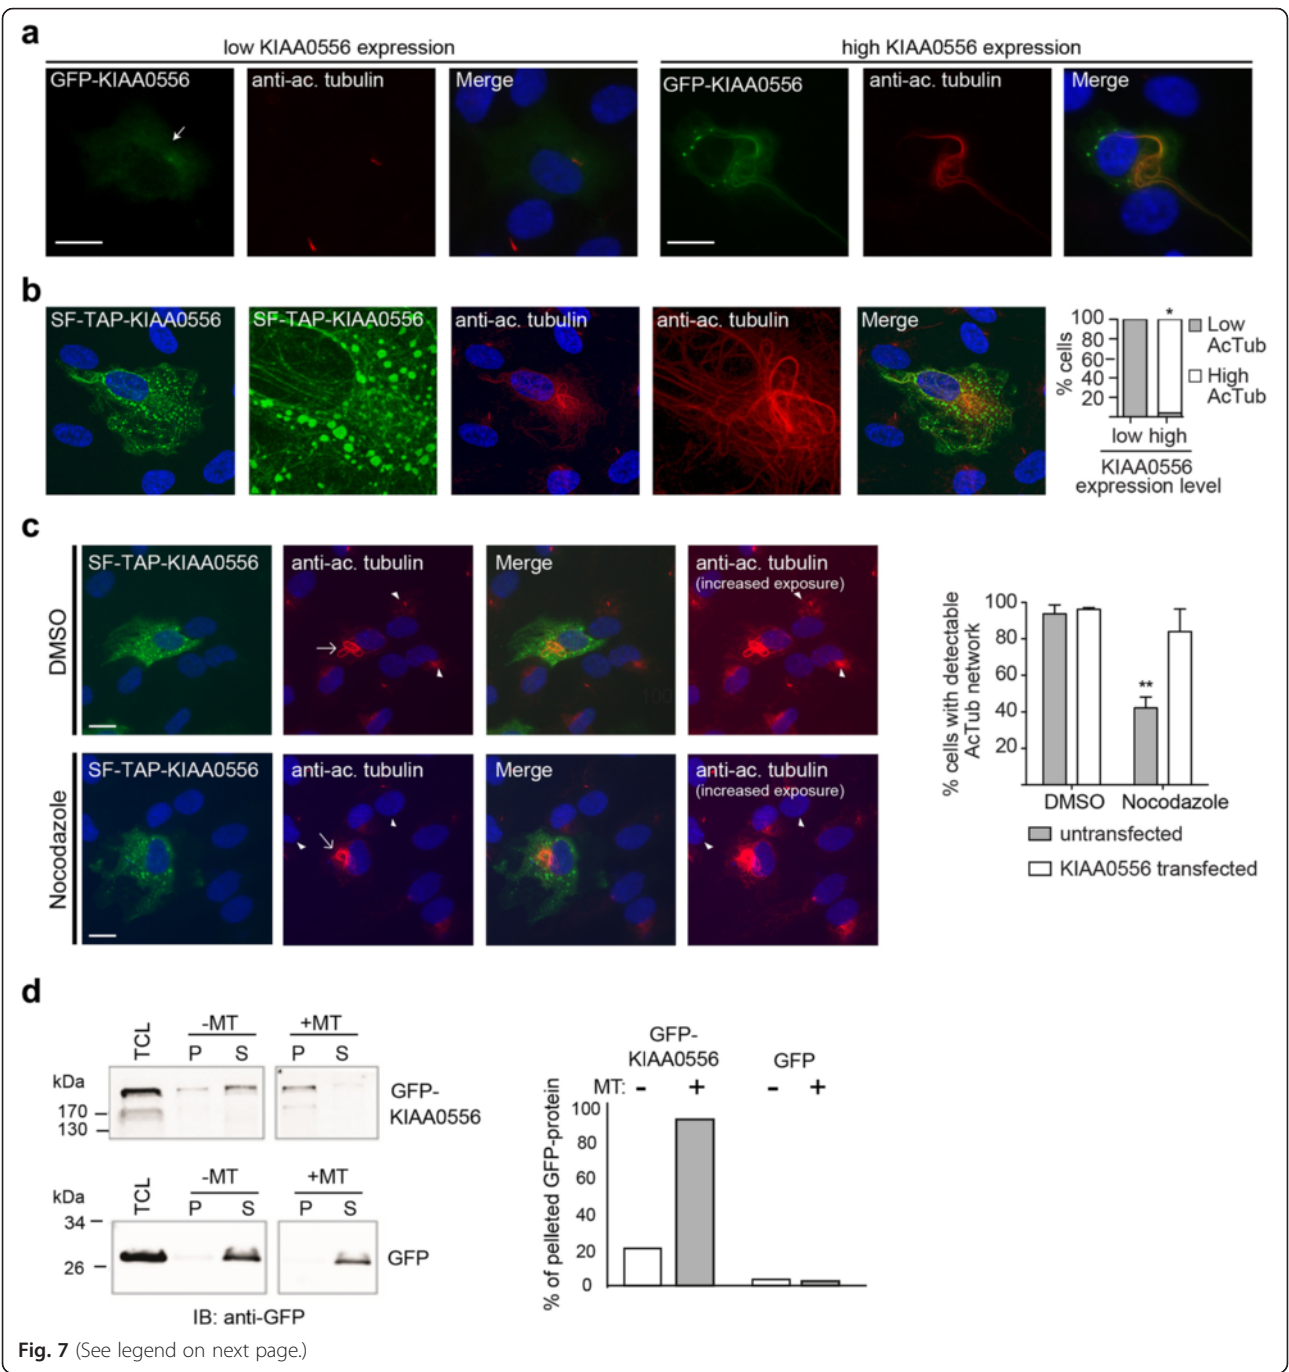 a
low KIAA0556 expression
high KIAA0556 expression
GFP-KIAA0556
anti-ac. tubulin
Merge
GFP-KIAA0556
anti-ac. tubulin
Merge
b
SF-TAP-KIAA0556
SF-TAP-KIAA0556
anti-ac. tubulin
anti-ac. tubulin
Merge
% cells
100
80
60
40
20
*
Low AcTub
High AcTub
low high
KIAA0556
expression level
c
DMSO
SF-TAP-KIAA0556
anti-ac. tubulin
Merge
anti-ac. tubulin
(increased exposure)
Nocodazole
SF-TAP-KIAA0556
anti-ac. tubulin
Merge
anti-ac. tubulin
(increased exposure)
% cells with detectable
AcTub network
100
80
60
40
20
**
DMSO Nocodazole
untransfected
KIAA0556 transfected
d
TCL
-MT
+MT
P S P S
kDa
170
130
GFP-
KIAA0556
TCL
-MT
+MT
P S P S
kDa
34
26
GFP
IB: anti-GFP
GFP-
KIAA0556
GFP
MT: - + - +
% of pelleted GFP-protein
100
80
60
40
20
0
Fig. 7 (See legend on next page.)